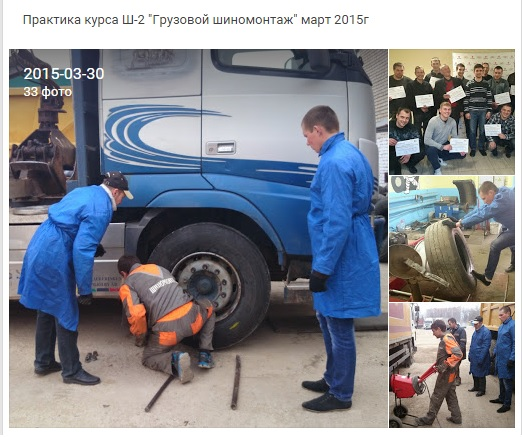 Практика курса Ш-2 "Грузовой шиномонтаж" март 2015г
2015-03-30
33 фото